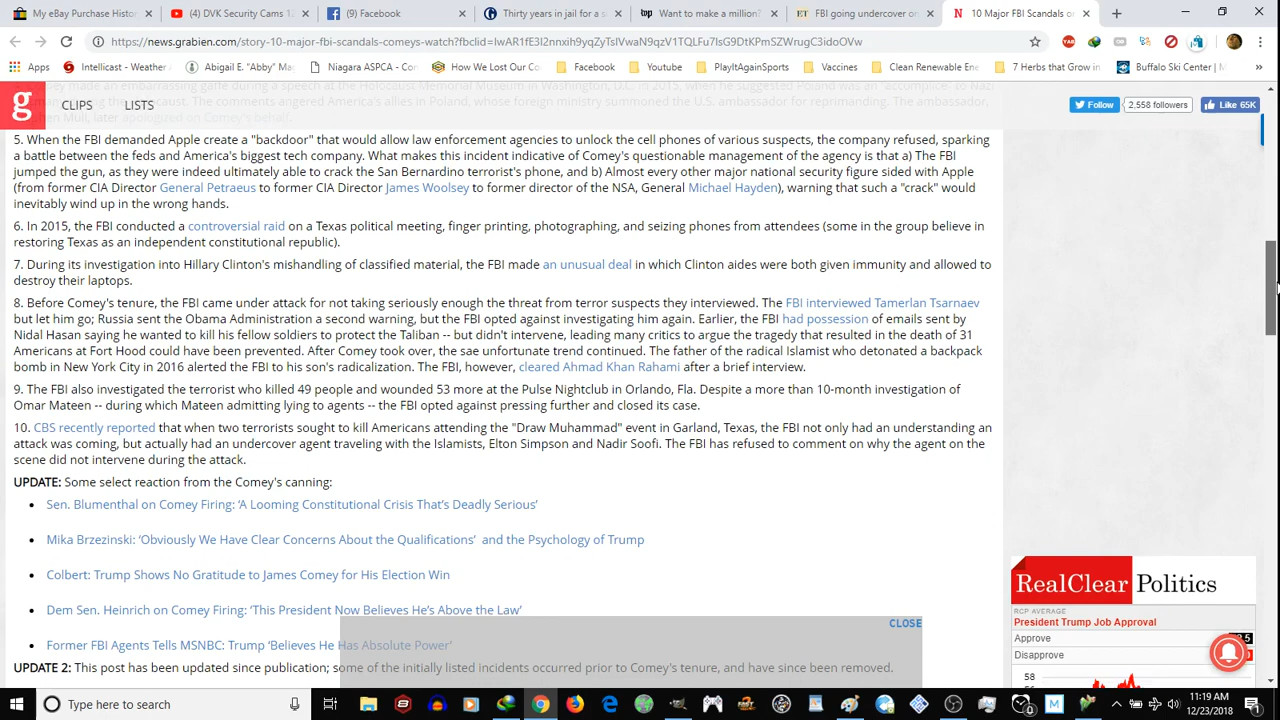 My eBay Purchase Histor
(4) DVK Security Cams 1
(9) Facebook
Thirty years in jail for a s
Want to make a million?
FBI going undercover on
10 Major FBI Scandals o
https://news.grabien.com/story-10-major-fbi-scandals-comeys-watch?fbclid=IwAR1fE3I2nnxih9yqZyTsIVwaN9qzV1TQLFu7lsG9DtKPmSZWrugC3idoOVw
Apps
Intellicast - Weather
Abigail E. "Abby" Mag
Niagara ASPCA - Con
How We Lost Our Co
Facebook
Youtube
PlayItAgainSports
Vaccines
Clean Renewable Ene
7 Herbs that Grow in
Buffalo Ski Center |
g
CLIPS
LISTS
Follow
2,558 followers
Like 65K
5. When the FBI demanded Apple create a "backdoor" that would allow law enforcement agencies to unlock the cell phones of various suspects, the company refused, sparking
a battle between the feds and America's biggest tech company. What makes this incident indicative of Comey's questionable management of the agency is that a) The FBI
jumped the gun, as they were indeed ultimately able to crack the San Bernardino terrorist's phone, and b) Almost every other major national security figure sided with Apple
(from former CIA Director General Petraeus to former CIA Director James Woolsey to former director of the NSA, General Michael Hayden), warning that such a "crack" would
inevitably wind up in the wrong hands.
6. In 2015, the FBI conducted a controversial raid on a Texas political meeting, finger printing, photographing, and seizing phones from attendees (some in the group believe in
restoring Texas as an independent constitutional republic).
7. During its investigation into Hillary Clinton's mishandling of classified material, the FBI made an unusual deal in which Clinton aides were both given immunity and allowed to
destroy their laptops.
8. Before Comey's tenure, the FBI came under attack for not taking seriously enough the threat from terror suspects they interviewed. The FBI interviewed Tamerlan Tsarnaev
but let him go; Russia sent the Obama Administration a second warning, but the FBI opted against investigating him again. Earlier, the FBI had possession of emails sent by
Nidal Hasan saying he wanted to kill his fellow soldiers to protect the Taliban -- but didn't intervene, leading many critics to argue the tragedy that resulted in the death of 31
Americans at Fort Hood could have been prevented. After Comey took over, the sae unfortunate trend continued. The father of the radical Islamist who detonated a backpack
bomb in New York City in 2016 alerted the FBI to his son's radicalization. The FBI, however, cleared Ahmad Khan Rahami after a brief interview.
9. The FBI also investigated the terrorist who killed 49 people and wounded 53 more at the Pulse Nightclub in Orlando, Fla. Despite a more than 10-month investigation of
Omar Mateen -- during which Mateen admitting lying to agents -- the FBI opted against pressing further and closed its case.
10. CBS recently reported that when two terrorists sought to kill Americans attending the "Draw Muhammad" event in Garland, Texas, the FBI not only had an understanding an
attack was coming, but actually had an undercover agent traveling with the Islamists, Elton Simpson and Nadir Soofi. The FBI has refused to comment on why the agent on the
scene did not intervene during the attack.
UPDATE: Some select reaction from the Comey's canning:
• Sen. Blumenthal on Comey Firing: ‘A Looming Constitutional Crisis That’s Deadly Serious’
• Mika Brzezinski: ‘Obviously We Have Clear Concerns About the Qualifications’ and the Psychology of Trump
• Colbert: Trump Shows No Gratitude to James Comey for His Election Win
• Dem Sen. Heinrich on Comey Firing: ‘This President Now Believes He’s Above the Law’
• Former FBI Agents Tells MSNBC: Trump ‘Believes He Has Absolute Power’
UPDATE 2: This post has been updated since publication; some of the initially listed incidents occurred prior to Comey's tenure, and have since been removed.
CLOSE
RealClear Politics
RCP AVERAGE
President Trump Job Approval
Approve
Disapprove
58
Type here to search
11:19 AM
12/23/2018